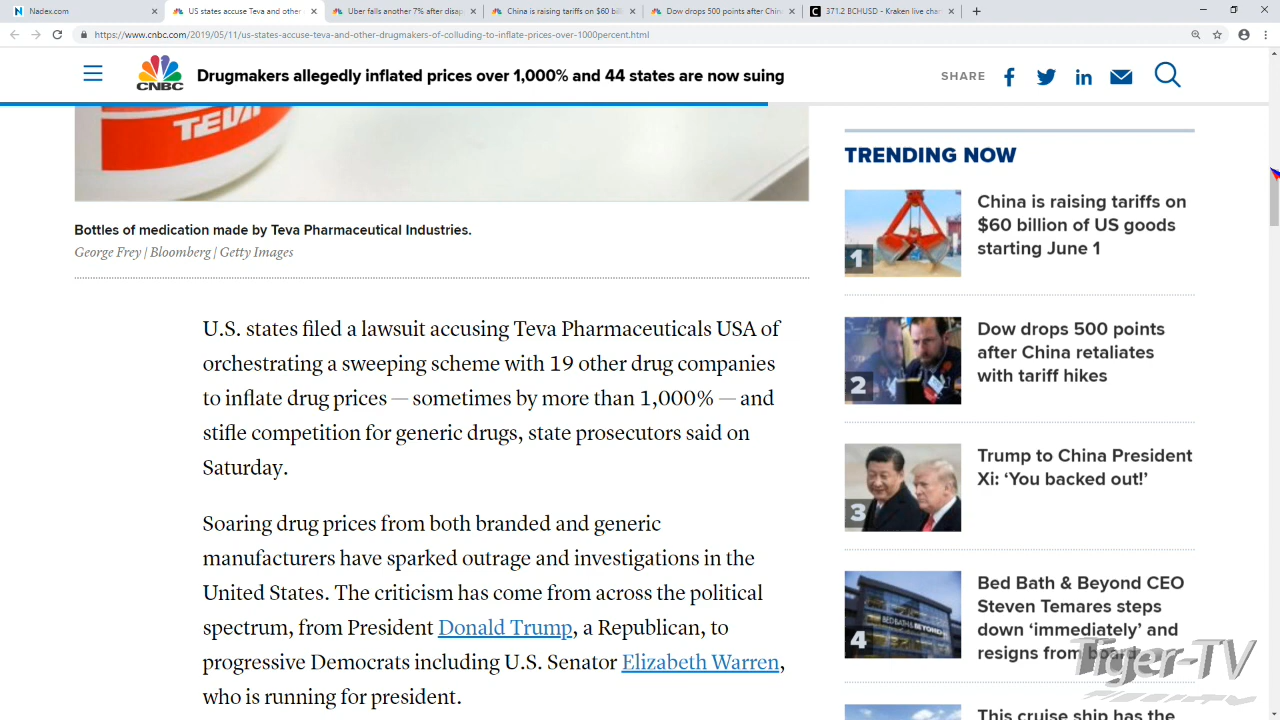 Nadex.com
US states accuse Teva and other
Uber falls another 7% after disap
China is raising tariffs on $60 bill
Dow drops 500 points after China
371.2 BCHUSD - Kraken live char
https://www.cnbc.com/2019/05/11/us-states-accuse-teva-and-other-drugmakers-of-colluding-to-inflate-prices-over-1000percent.html
CNBC
Drugmakers allegedly inflated prices over 1,000% and 44 states are now suing
SHARE
TEVA
Bottles of medication made by Teva Pharmaceutical Industries.
George Frey | Bloomberg | Getty Images
U.S. states filed a lawsuit accusing Teva Pharmaceuticals USA of
orchestrating a sweeping scheme with 19 other drug companies
to inflate drug prices — sometimes by more than 1,000% — and
stifle competition for generic drugs, state prosecutors said on
Saturday.
Soaring drug prices from both branded and generic
manufacturers have sparked outrage and investigations in the
United States. The criticism has come from across the political
spectrum, from President Donald Trump, a Republican, to
progressive Democrats including U.S. Senator Elizabeth Warren,
who is running for president.
TRENDING NOW
1
China is raising tariffs on
$60 billion of US goods
starting June 1
2
Dow drops 500 points
after China retaliates
with tariff hikes
3
Trump to China President
Xi: ‘You backed out!’
4
BED BATH & BEYOND
Bed Bath & Beyond CEO
Steven Temares steps
down ‘immediately’ and
resigns from board
This cruise ship has the
Tiger-TV